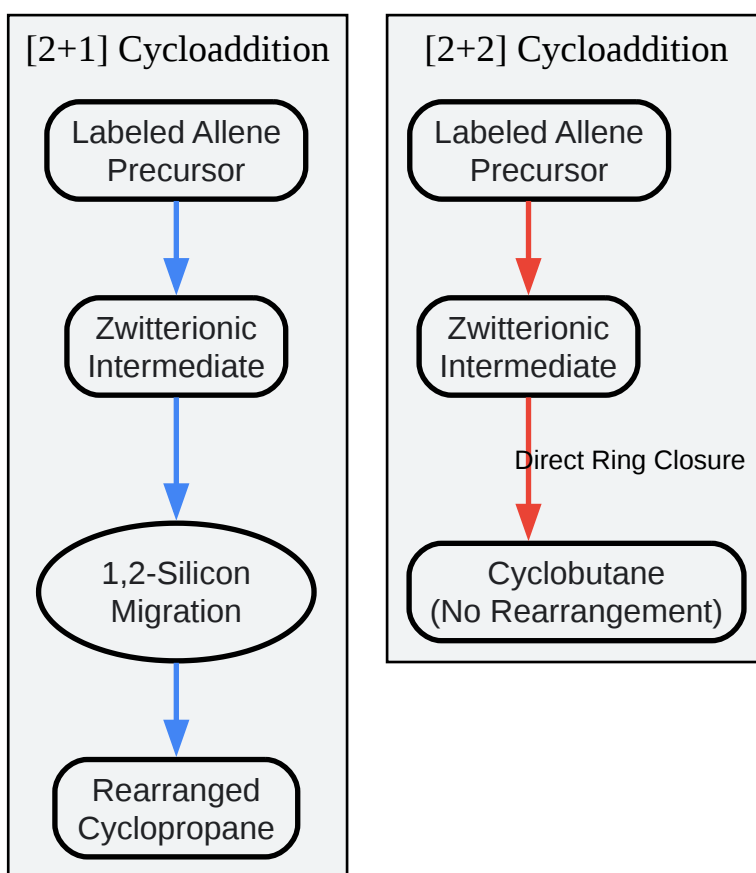 [2+1] Cycloaddition
Labeled Allene
Precursor
Zwitterionic
Intermediate
1,2-Silicon
Migration
Rearranged
Cyclopropane
[2+2] Cycloaddition
Labeled Allene
Precursor
Zwitterionic
Intermediate
Direct Ring Closure
Cyclobutane
(No Rearrangement)